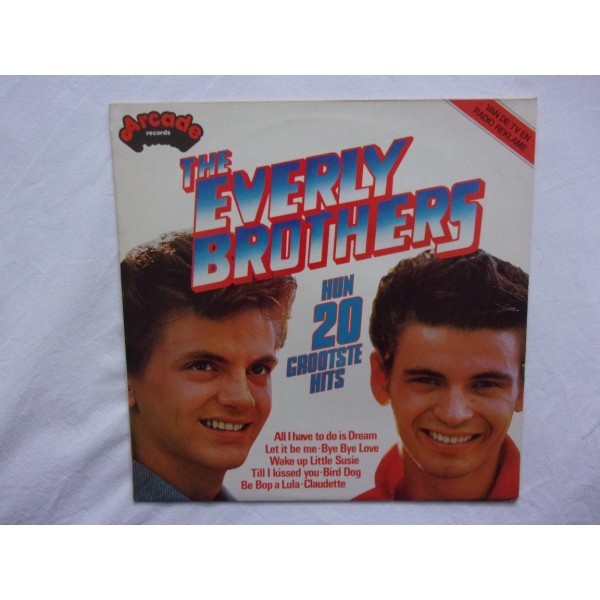 Arcade
records
VAN DE TV EN
RADIO REKLAME
THE
EVERLY
BROTHERS
HUN
20
GROOTSTE
HITS
All I have to do is Dream
Let it be me·Bye Bye Love
Wake up Little Susie
Till I kissed you·Bird Dog
Be Bop a Lula·Claudette